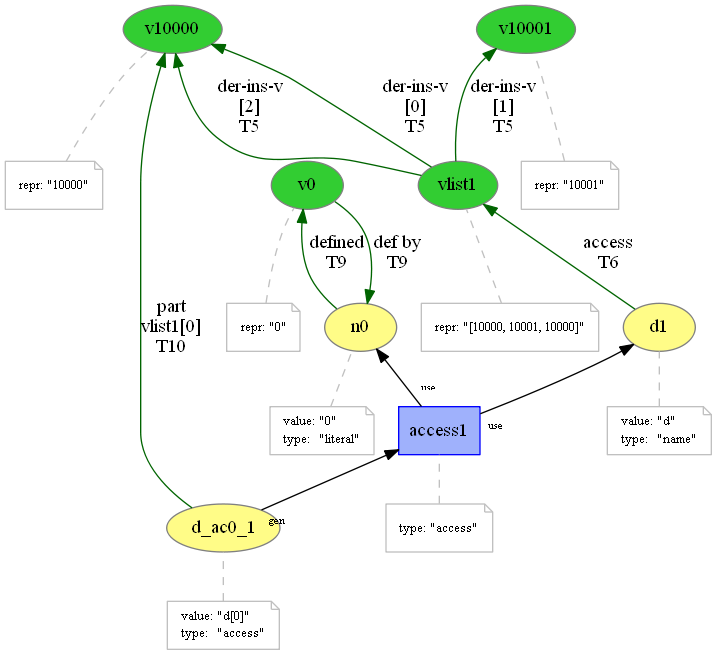 v10000
v10001
der-ins-v
[2]
T5
der-ins-v
[0]
T5
der-ins-v
[1]
T5
repr: "10000"
v0
vlist1
repr: "10001"
defined
T9
def by
T9
access
T6
part
vlist1[0]
T10
repr: "0"
n0
repr: "[10000, 10001, 10000]"
d1
use
use
value: "0"
type: "literal"
access1
value: "d"
type: "name"
d_ac0_1
gen
type: "access"
value: "d[0]"
type: "access"